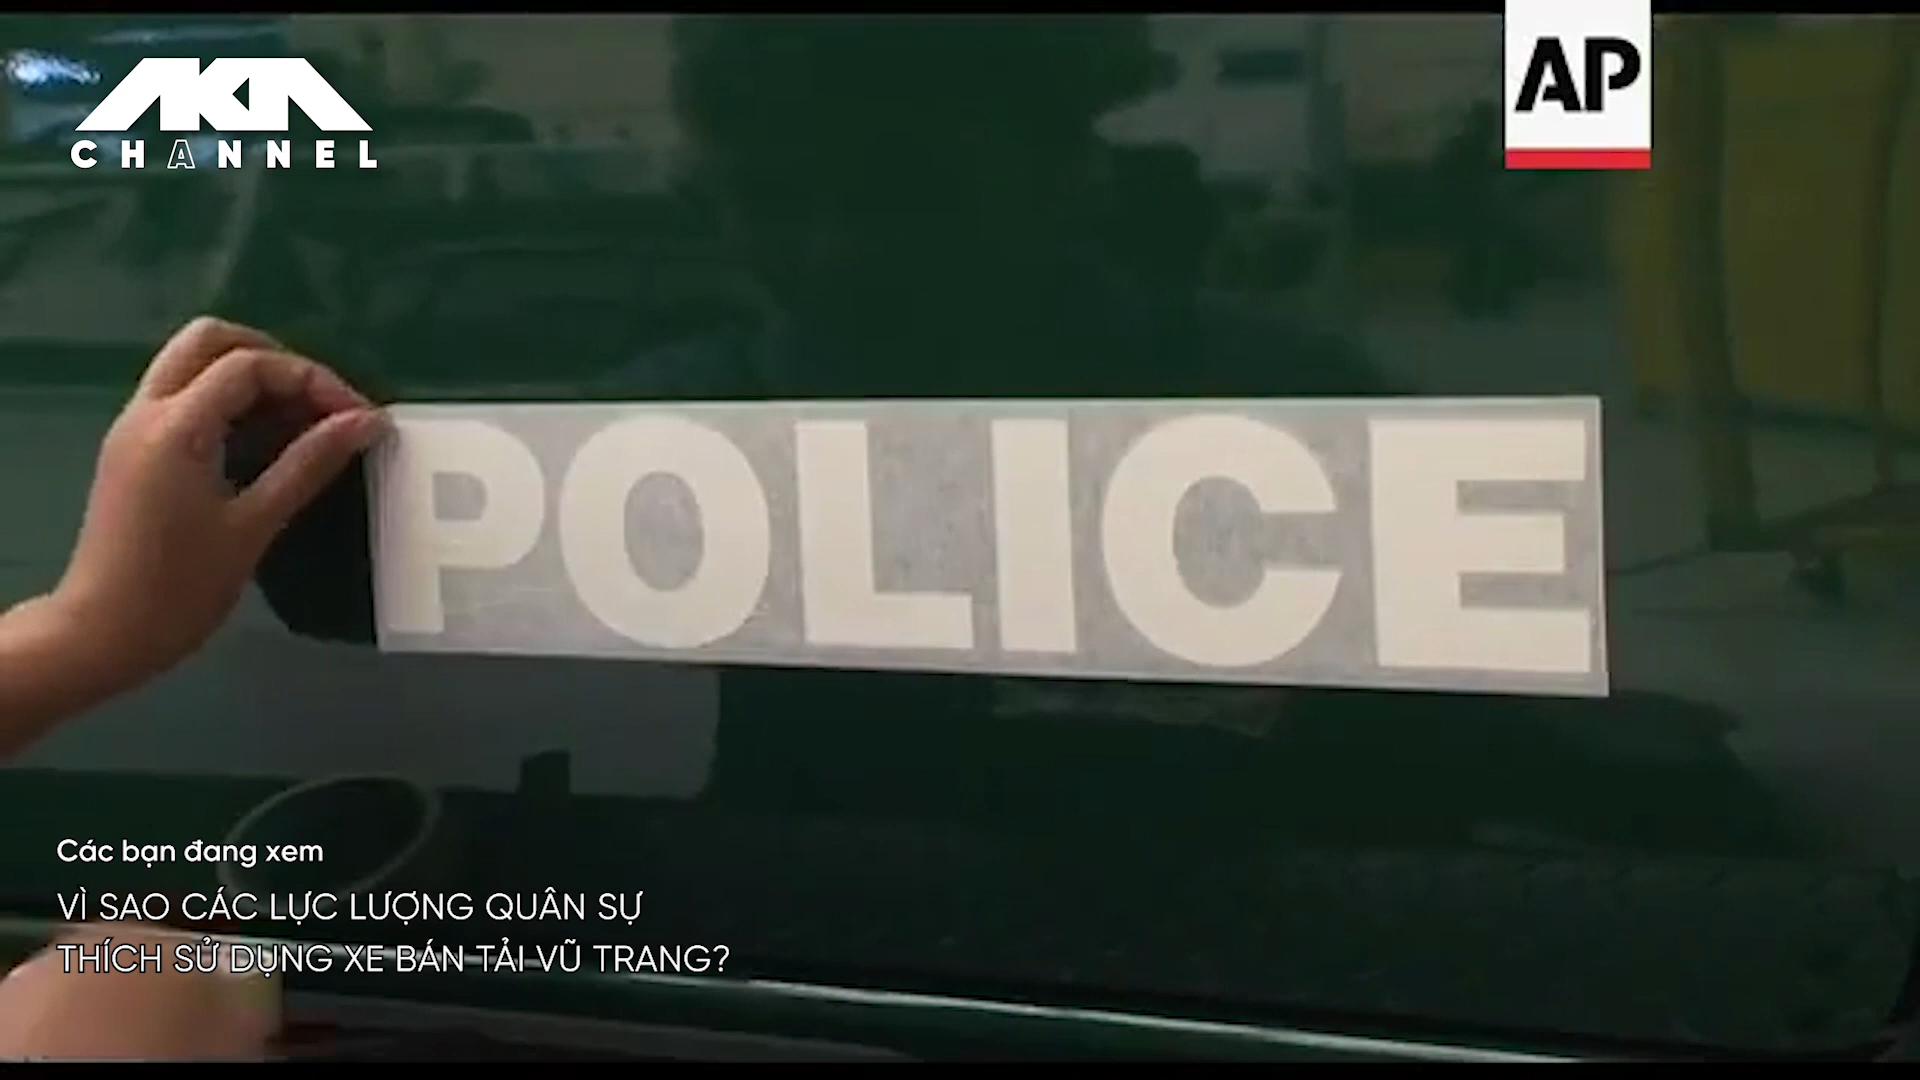 AKA
CHANNEL
AP
POLICE
Các bạn đang xem
VÌ SAO CÁC LỰC LƯỢNG QUÂN SỰ
THÍCH SỬ DỤNG XE BÁN TẢI VŨ TRANG?